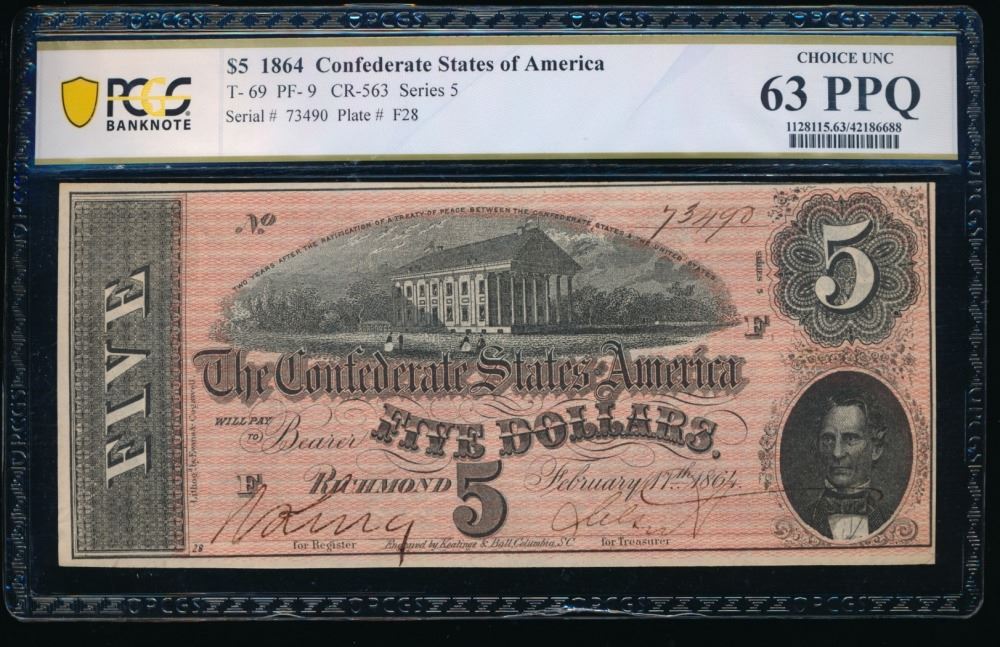 $5 1864 Confederate States of America
T- 69 PF- 9 CR-563 Series 5
Serial # 73490 Plate # F28
PCGS
BANKNOTE
CHOICE UNC
63 PPQ
1128115.63/42186688
No
73490
TWO YEARS AFTER THE RATIFICATION OF A TREATY OF PEACE BETWEEN THE CONFEDERATE STATES & THE UNITED STATES
SERIES 5
5
F
FIVE
The Confederate States of America
WILL PAY
TO
Bearer FIVE DOLLARS.
F
RICHMOND 5 February 17th 1864
28
for Register
Engraved by Keatinge & Ball, Columbia, S.C.
for Treasurer
PCGS